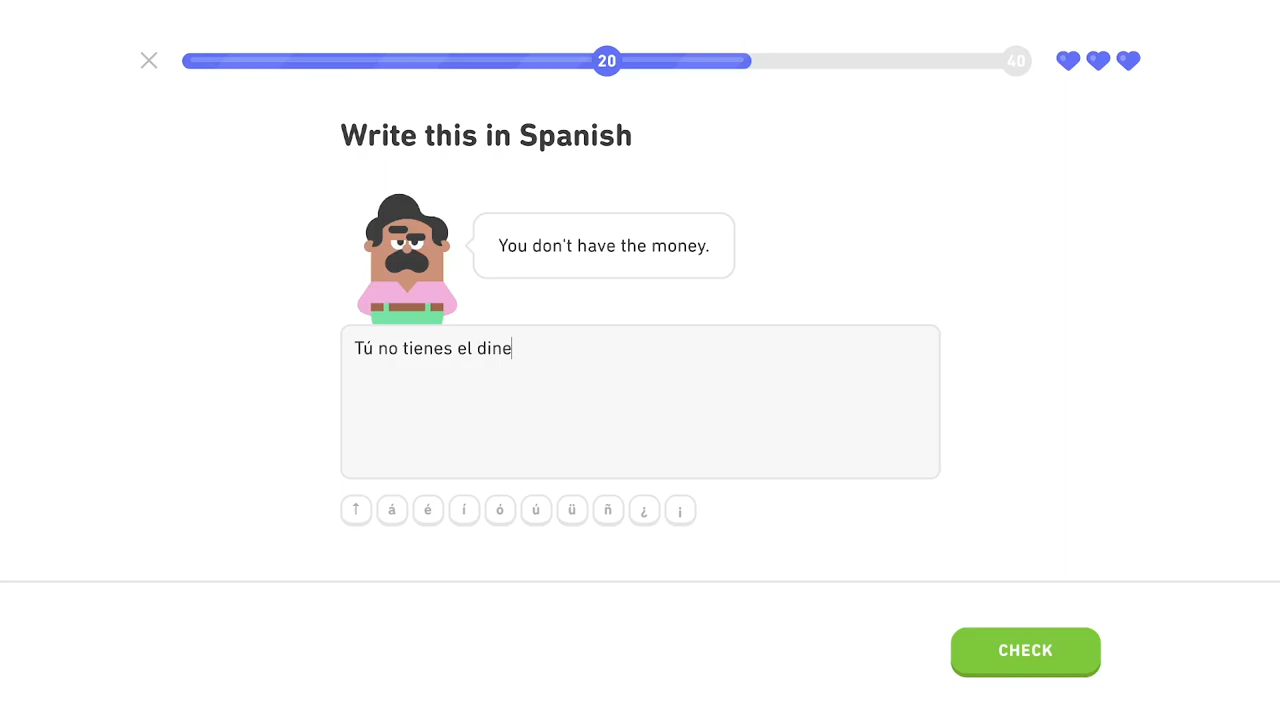 20
40
Write this in Spanish
You don't have the money.
Tú no tienes el dine
↑ á é í ó ú ü ñ ¿ ¡
CHECK